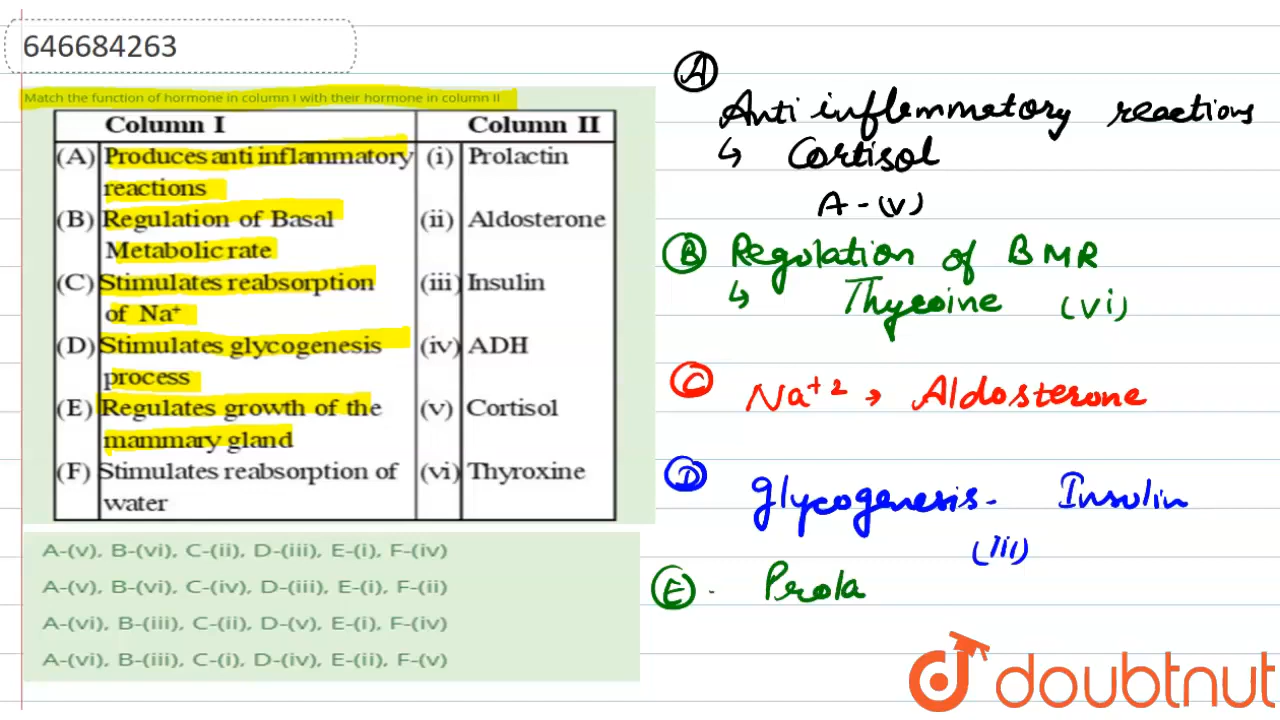 646684263
Match the function of hormone in column I with their hormone in column II
Column I Column II
(A) Produces anti inflammatory (i) Prolactin
reactions
(B) Regulation of Basal (ii) Aldosterone
Metabolic rate
(C) Stimulates reabsorption (iii) Insulin
of Na⁺
(D) Stimulates glycogenesis (iv) ADH
process
(E) Regulates growth of the (v) Cortisol
mammary gland
(F) Stimulates reabsorption of (vi) Thyroxine
water
A-(v), B-(vi), C-(ii), D-(iii), E-(i), F-(iv)
A-(v), B-(vi), C-(iv), D-(iii), E-(i), F-(ii)
A-(vi), B-(iii), C-(ii), D-(v), E-(i), F-(iv)
A-(vi), B-(iii), C-(i), D-(iv), E-(ii), F-(v)
A
Anti inflemmatory reactions
↳ Cortisol
A-(v)
B Regolation of BMR
↳ Thyroine (vi)
C Na⁺² → Aldosterone
D glycogenesis- Insulin
(iii)
E. Prola
doubtnut